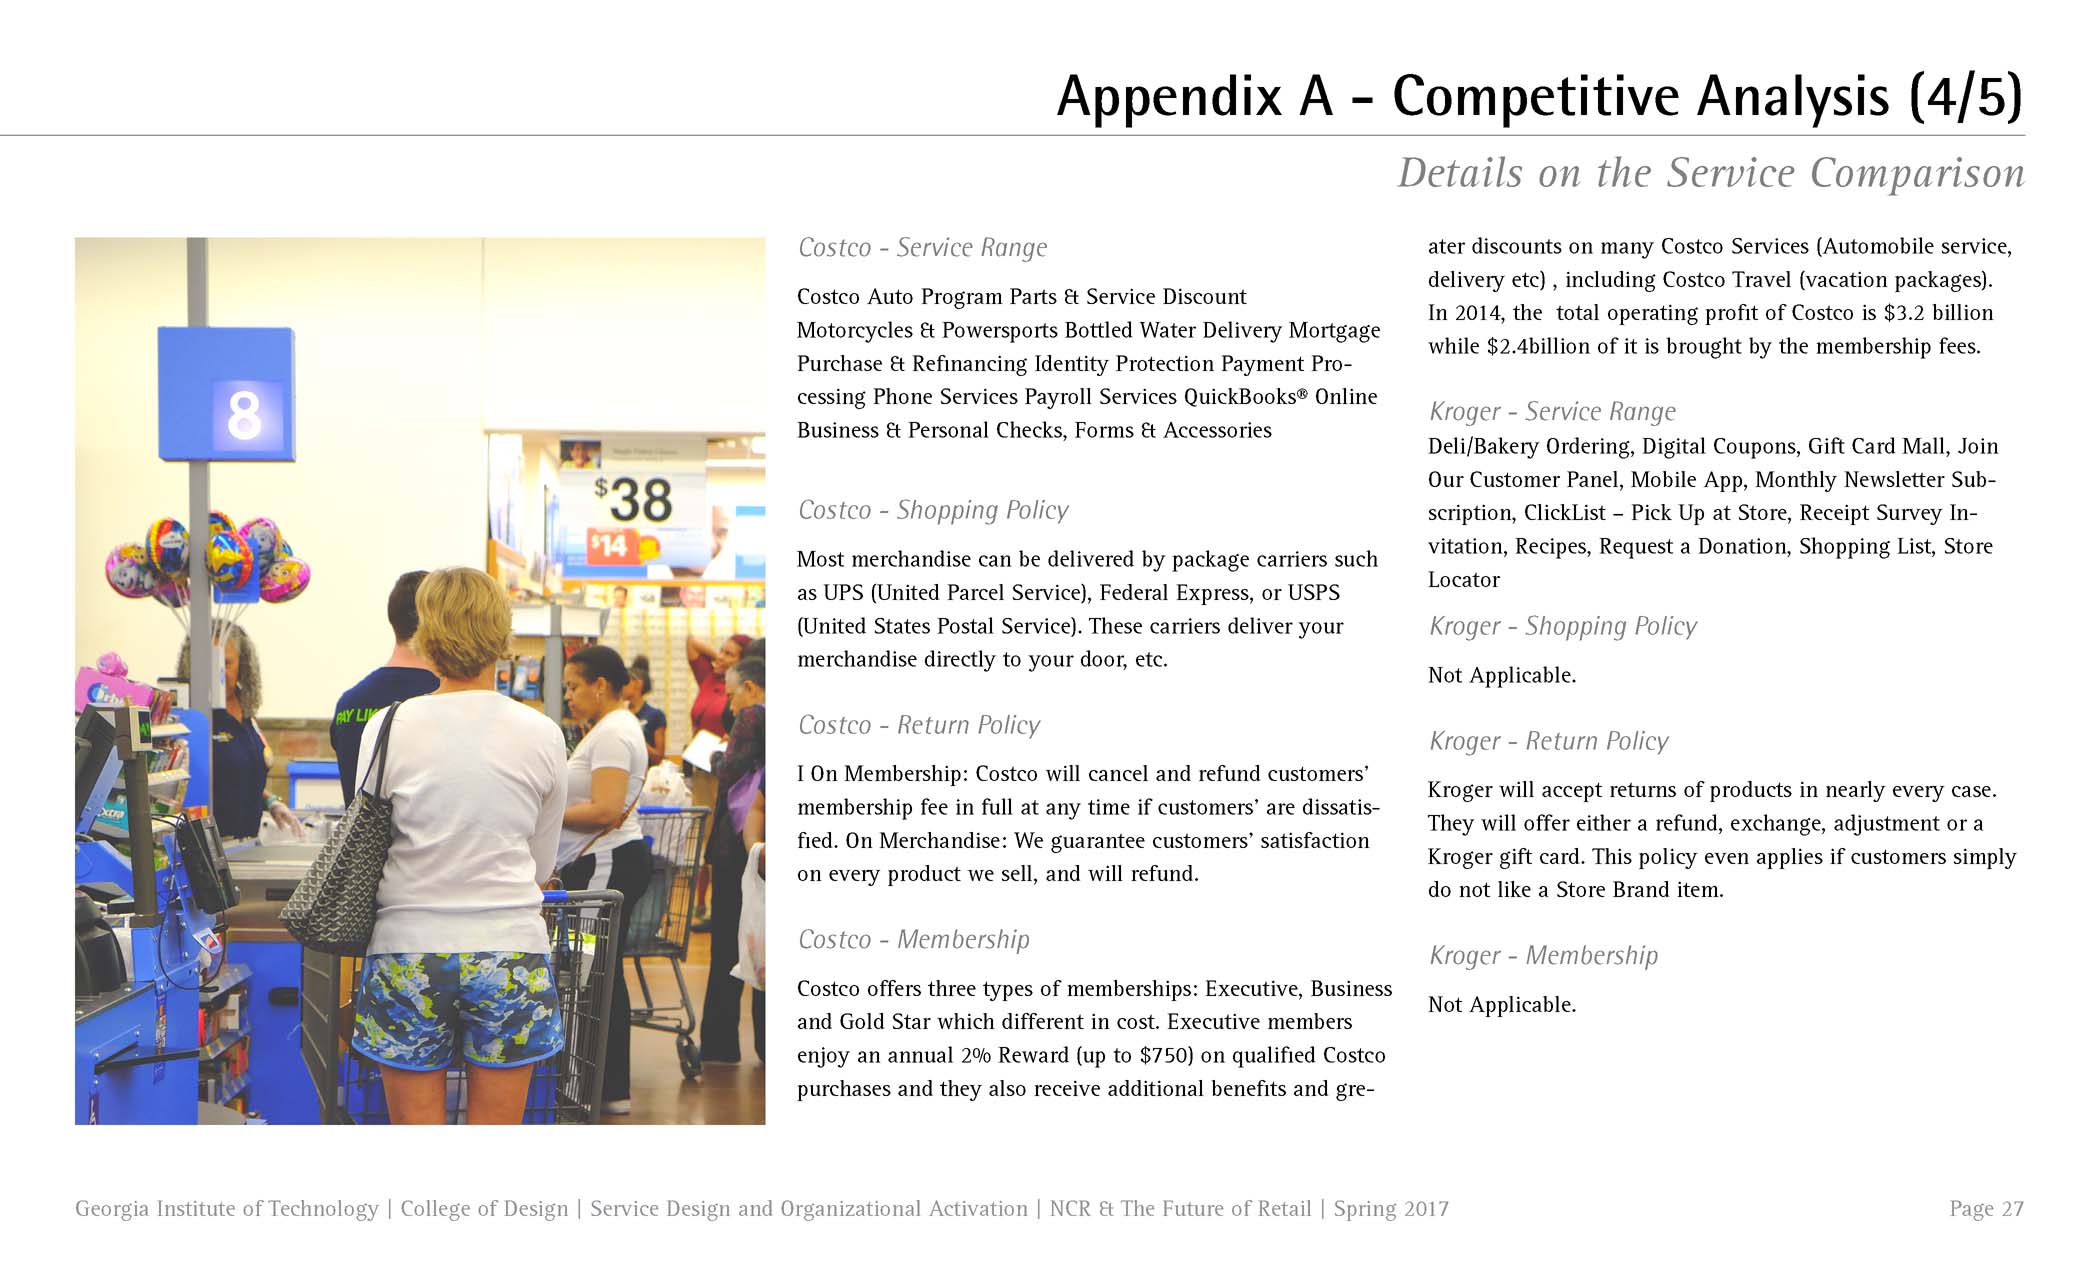 Appendix A - Competitive Analysis (4/5)
Details on the Service Comparison
8
$38
$14
PAY LIK
Orbit
Extra
Costco - Service Range
Costco Auto Program Parts & Service Discount
Motorcycles & Powersports Bottled Water Delivery Mortgage
Purchase & Refinancing Identity Protection Payment Pro-
cessing Phone Services Payroll Services QuickBooks® Online
Business & Personal Checks, Forms & Accessories
Costco - Shopping Policy
Most merchandise can be delivered by package carriers such
as UPS (United Parcel Service), Federal Express, or USPS
(United States Postal Service). These carriers deliver your
merchandise directly to your door, etc.
Costco - Return Policy
I On Membership: Costco will cancel and refund customers’
membership fee in full at any time if customers’ are dissatis-
fied. On Merchandise: We guarantee customers’ satisfaction
on every product we sell, and will refund.
Costco - Membership
Costco offers three types of memberships: Executive, Business
and Gold Star which different in cost. Executive members
enjoy an annual 2% Reward (up to $750) on qualified Costco
purchases and they also receive additional benefits and gre-
ater discounts on many Costco Services (Automobile service,
delivery etc) , including Costco Travel (vacation packages).
In 2014, the  total operating profit of Costco is $3.2 billion
while $2.4billion of it is brought by the membership fees.
Kroger - Service Range
Deli/Bakery Ordering, Digital Coupons, Gift Card Mall, Join
Our Customer Panel, Mobile App, Monthly Newsletter Sub-
scription, ClickList – Pick Up at Store, Receipt Survey In-
vitation, Recipes, Request a Donation, Shopping List, Store
Locator
Kroger - Shopping Policy
Not Applicable.
Kroger - Return Policy
Kroger will accept returns of products in nearly every case.
They will offer either a refund, exchange, adjustment or a
Kroger gift card. This policy even applies if customers simply
do not like a Store Brand item.
Kroger - Membership
Not Applicable.
Georgia Institute of Technology | College of Design | Service Design and Organizational Activation | NCR & The Future of Retail | Spring 2017
Page 27